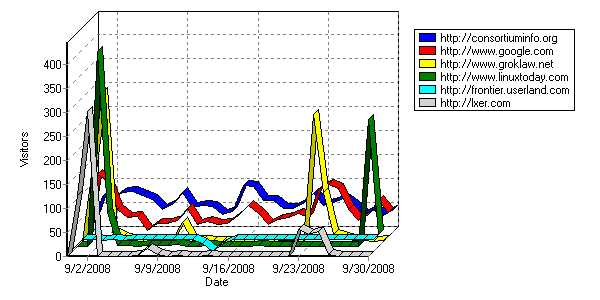 400
350
300
250
200
150
100
50
0
Visitors
9/2/2008 9/9/2008 9/16/2008 9/23/2008 9/30/2008
Date
http://consortiuminfo.org
http://www.google.com
http://www.groklaw.net
http://www.linuxtoday.com
http://frontier.userland.com
http://lxer.com